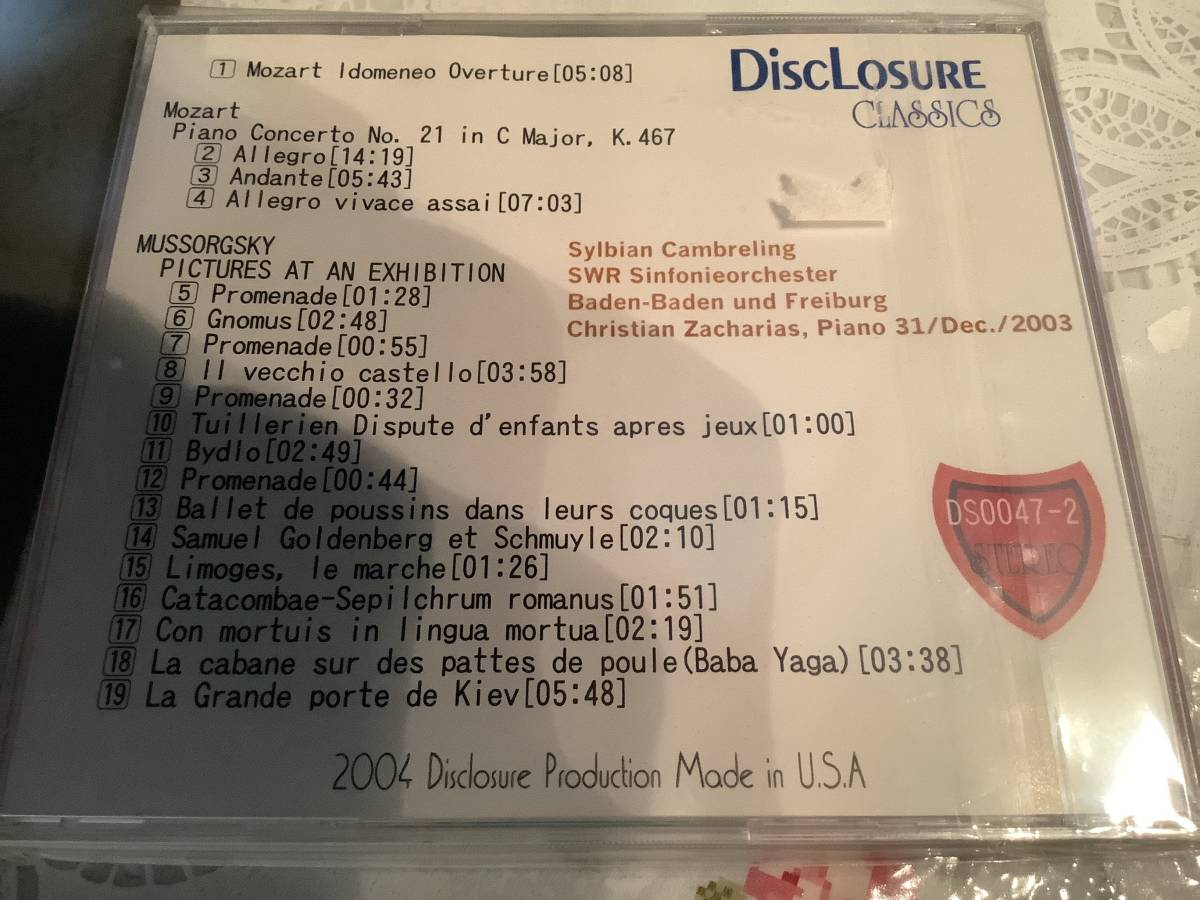 1 Mozart Idomeneo Overture[05:08]
DiscLosure
CLASSICS
Mozart
Piano Concerto No. 21 in C Major, K.467
2 Allegro[14:19]
3 Andante[05:43]
4 Allegro vivace assai[07:03]
MUSSORGSKY
PICTURES AT AN EXHIBITION
5 Promenade[01:28]
6 Gnomus[02:48]
7 Promenade[00:55]
8 Il vecchio castello[03:58]
9 Promenade[00:32]
10 Tuillerien Dispute d'enfants apres jeux[01:00]
11 Bydlo[02:49]
12 Promenade[00:44]
13 Ballet de poussins dans leurs coques[01:15]
14 Samuel Goldenberg et Schmuyle[02:10]
15 Limoges, le marche[01:26]
16 Catacombae-Sepilchrum romanus[01:51]
17 Con mortuis in lingua mortua[02:19]
18 La cabane sur des pattes de poule(Baba Yaga)[03:38]
19 La Grande porte de Kiev[05:48]
Sylbian Cambreling
SWR Sinfonieorchester
Baden-Baden und Freiburg
Christian Zacharias, Piano 31/Dec./2003
DS0047-2
STEREO
2004 Disclosure Production Made in U.S.A